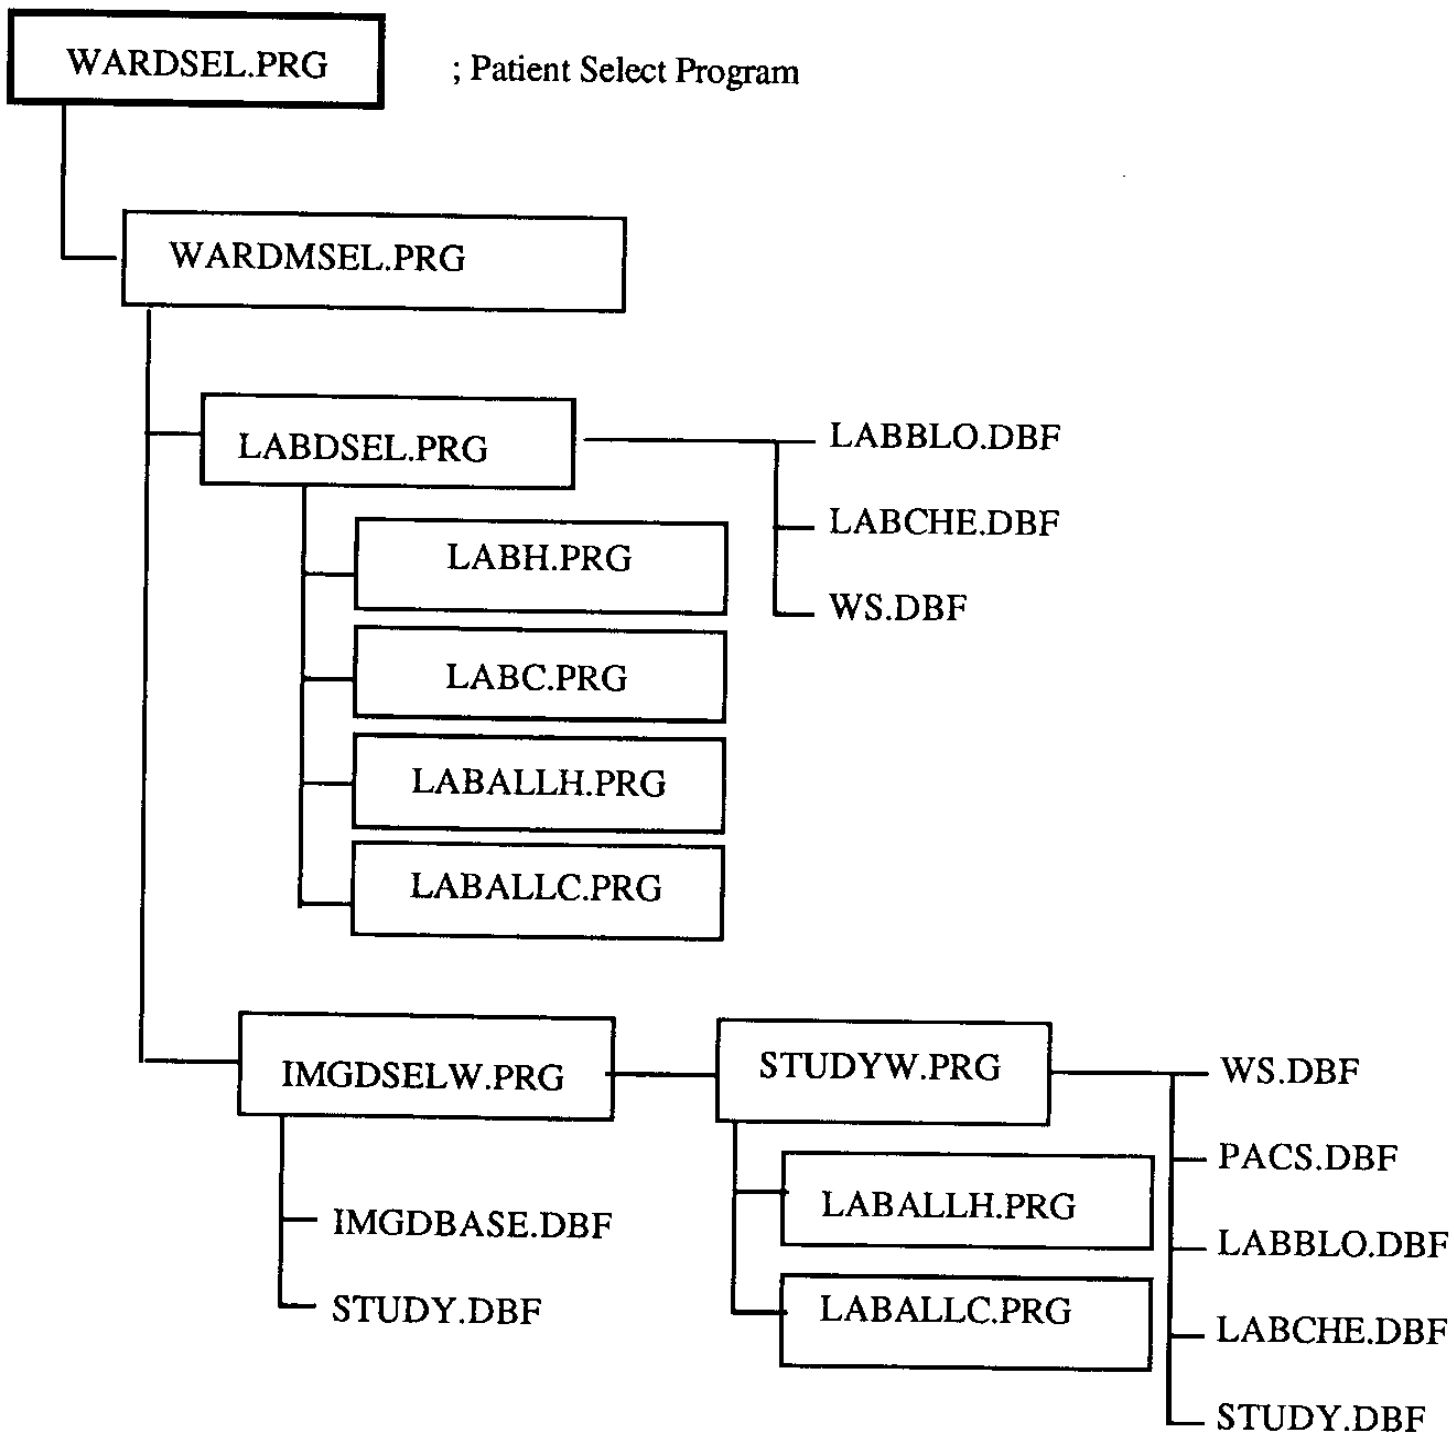 WARDSEL.PRG ; Patient Select Program
WARDMSEL.PRG
LABDSEL.PRG
LABBLO.DBF
LABCHE.DBF
WS.DBF
LABH.PRG
LABC.PRG
LABALLH.PRG
LABALLC.PRG
IMGDSELW.PRG
IMGDBASE.DBF
STUDY.DBF
STUDYW.PRG
LABALLH.PRG
LABALLC.PRG
WS.DBF
PACS.DBF
LABBLO.DBF
LABCHE.DBF
STUDY.DBF